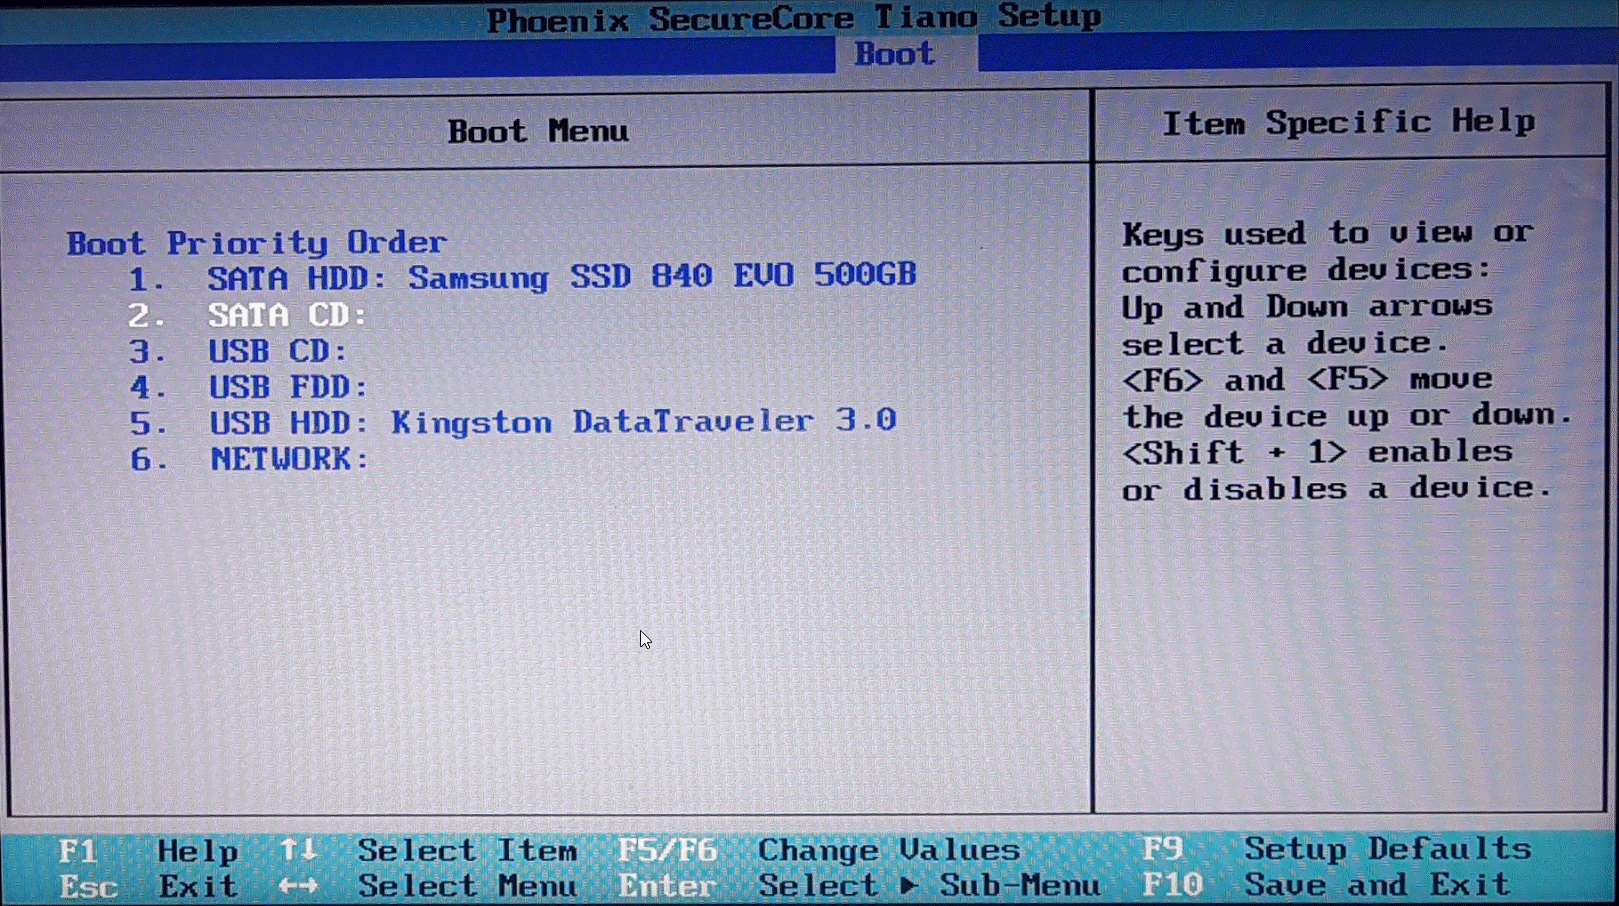 Phoenix SecureCore Tiano Setup
Boot
Boot Menu
Boot Priority Order
1. SATA HDD: Samsung SSD 840 EVO 500GB
2. SATA CD:
3. USB CD:
4. USB FDD:
5. USB HDD: Kingston DataTraveler 3.0
6. NETWORK:
Item Specific Help
Keys used to view or
configure devices:
Up and Down arrows
select a device.
<F6> and <F5> move
the device up or down.
<Shift + 1> enables
or disables a device.
F1 Help ↑↓ Select Item F5/F6 Change Values F9 Setup Defaults
Esc Exit ←→ Select Menu Enter Select ▶ Sub-Menu F10 Save and Exit